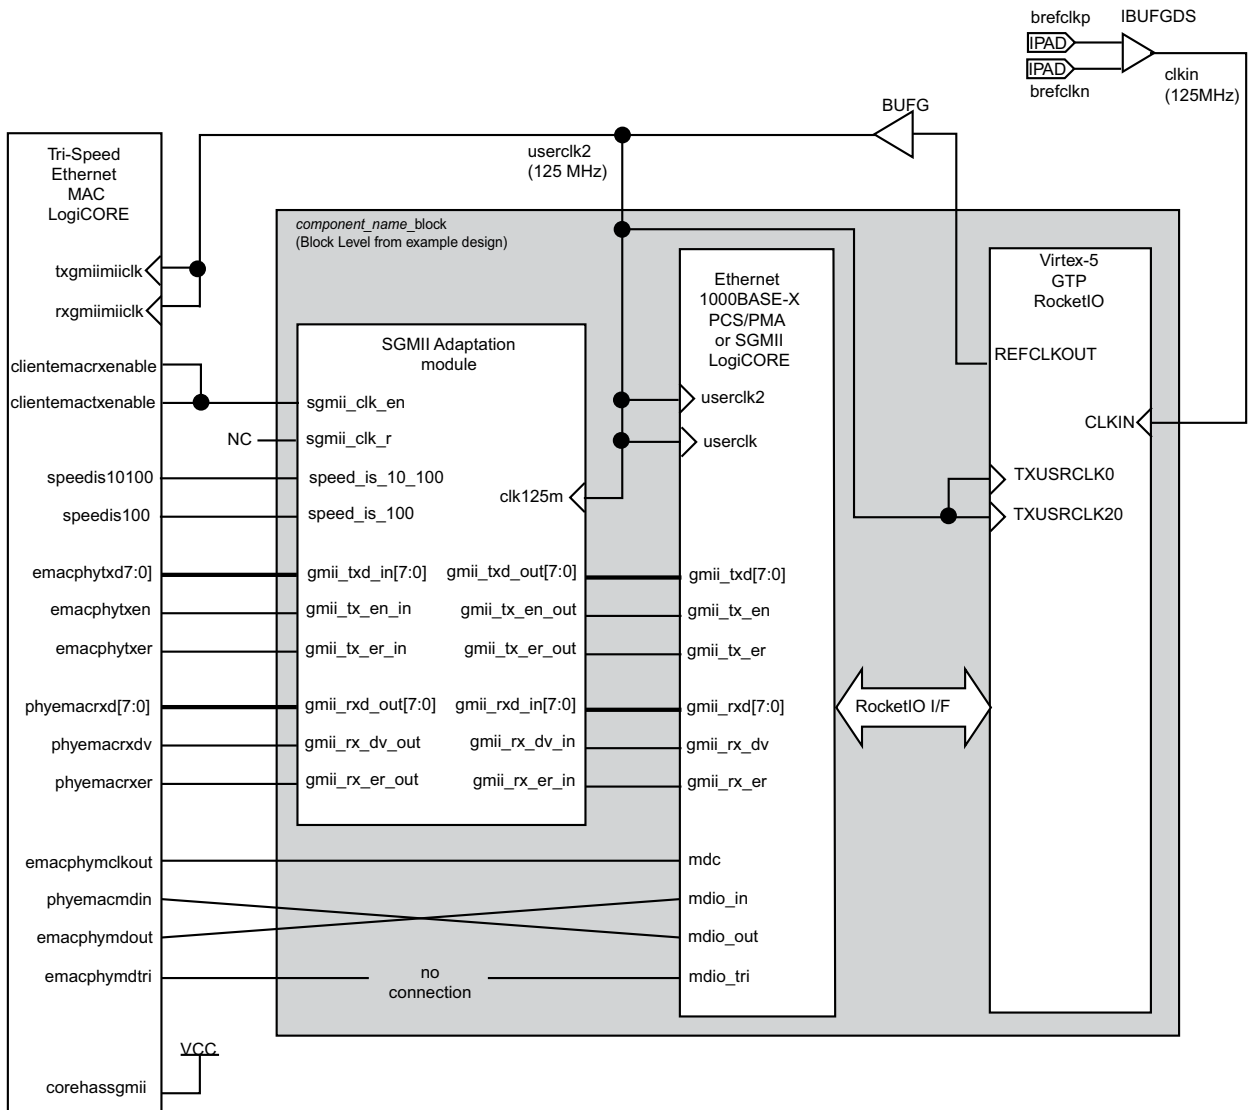 brefclkp
IBUFGDS
IPAD
IPAD
brefclkn
clkin
(125MHz)
BUFG
userclk2
(125 MHz)
Tri-Speed
Ethernet
MAC
LogiCORE
txgmiimiiclk
rxgmiimiiclk
clientemacrxenable
clientemactxenable
NC
speedis10100
speedis100
emacphytxd7:0]
emacphytxen
emacphytxer
phyemacrxd[7:0]
phyemacrxdv
phyemacrxer
emacphymclkout
phyemacmdin
emacphymdout
emacphymdtri
VCC
corehassgmii
component_name_block
(Block Level from example design)
SGMII Adaptation
module
sgmii_clk_en
sgmii_clk_r
speed_is_10_100
clk125m
speed_is_100
gmii_txd_in[7:0]
gmii_txd_out[7:0]
gmii_tx_en_in
gmii_tx_en_out
gmii_tx_er_in
gmii_tx_er_out
gmii_rxd_out[7:0]
gmii_rxd_in[7:0]
gmii_rx_dv_out
gmii_rx_dv_in
gmii_rx_er_out
gmii_rx_er_in
no
connection
Ethernet
1000BASE-X
PCS/PMA
or SGMII
LogiCORE
userclk2
userclk
gmii_txd[7:0]
gmii_tx_en
gmii_tx_er
gmii_rxd[7:0]
gmii_rx_dv
gmii_rx_er
mdc
mdio_in
mdio_out
mdio_tri
RocketIO I/F
Virtex-5
GTP
RocketIO
REFCLKOUT
CLKIN
TXUSRCLK0
TXUSRCLK20